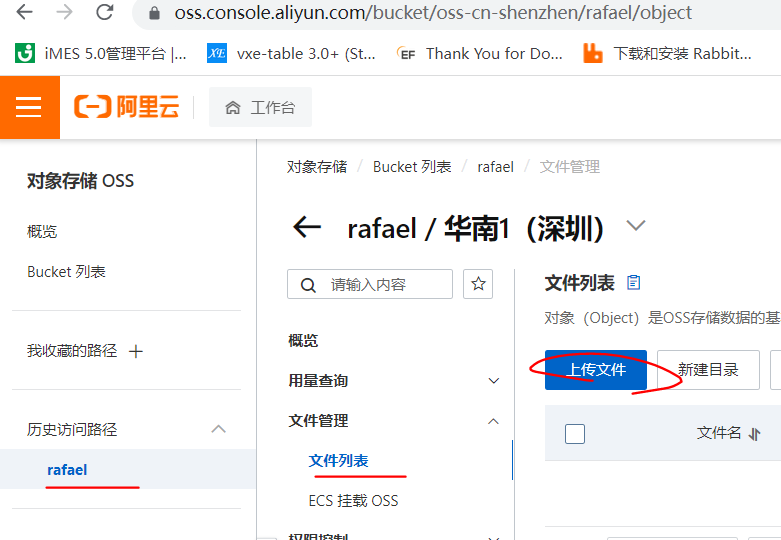 oss.console.aliyun.com/bucket/oss-cn-shenzhen/rafael/object
iMES 5.0管理平台 |...
vxe-table 3.0+ (St...
Thank You for Do...
下载和安装 Rabbit...
阿里云
工作台
对象存储 OSS
概览
Bucket 列表
我收藏的路径
历史访问路径
rafael
对象存储 / Bucket 列表 / rafael / 文件管理
rafael / 华南1（深圳）
请输入内容
概览
用量查询
文件管理
文件列表
ECS 挂载 OSS
权限控制
文件列表
对象（Object）是OSS存储数据的基
上传文件
新建目录
文件名